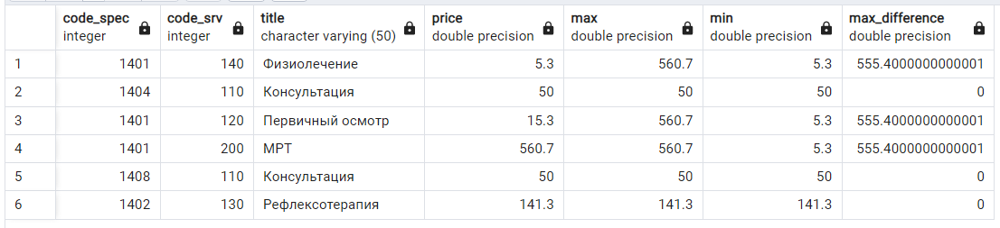 code_spec code_srv title price max min max_difference
integer integer character varying (50) double precision double precision double precision double precision
1 1401 140 Физиолечение 5.3 560.7 5.3 555.4000000000001
2 1404 110 Консультация 50 50 50 0
3 1401 120 Первичный осмотр 15.3 560.7 5.3 555.4000000000001
4 1401 200 МРТ 560.7 560.7 5.3 555.4000000000001
5 1408 110 Консультация 50 50 50 0
6 1402 130 Рефлексотерапия 141.3 141.3 141.3 0